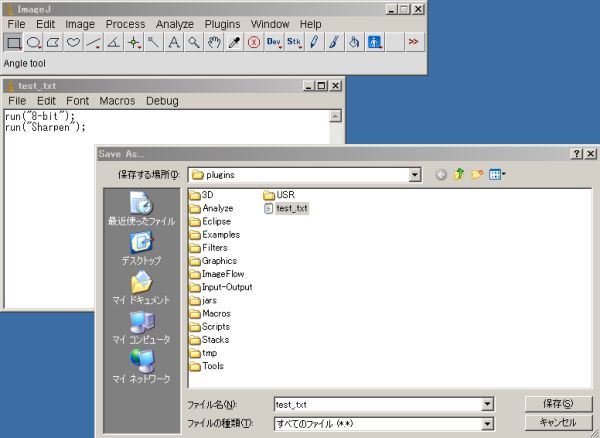 ImageJ
File Edit Image Process Analyze Plugins Window Help
Dev Stk >>
Angle tool
test_txt
File Edit Font Macros Debug
run("8-bit");
run("Sharpen");
Save As...
保存する場所(I): plugins
最近使ったファイル
デスクトップ
マイ ドキュメント
マイ コンピュータ
マイ ネットワーク
3D
Analyze
Eclipse
Examples
Filters
Graphics
ImageFlow
Input-Output
jars
Macros
Scripts
Stacks
tmp
Tools
USR
test_txt
ファイル名(N): test_txt 保存(S)
ファイルの種類(T): すべてのファイル (*.*) キャンセル